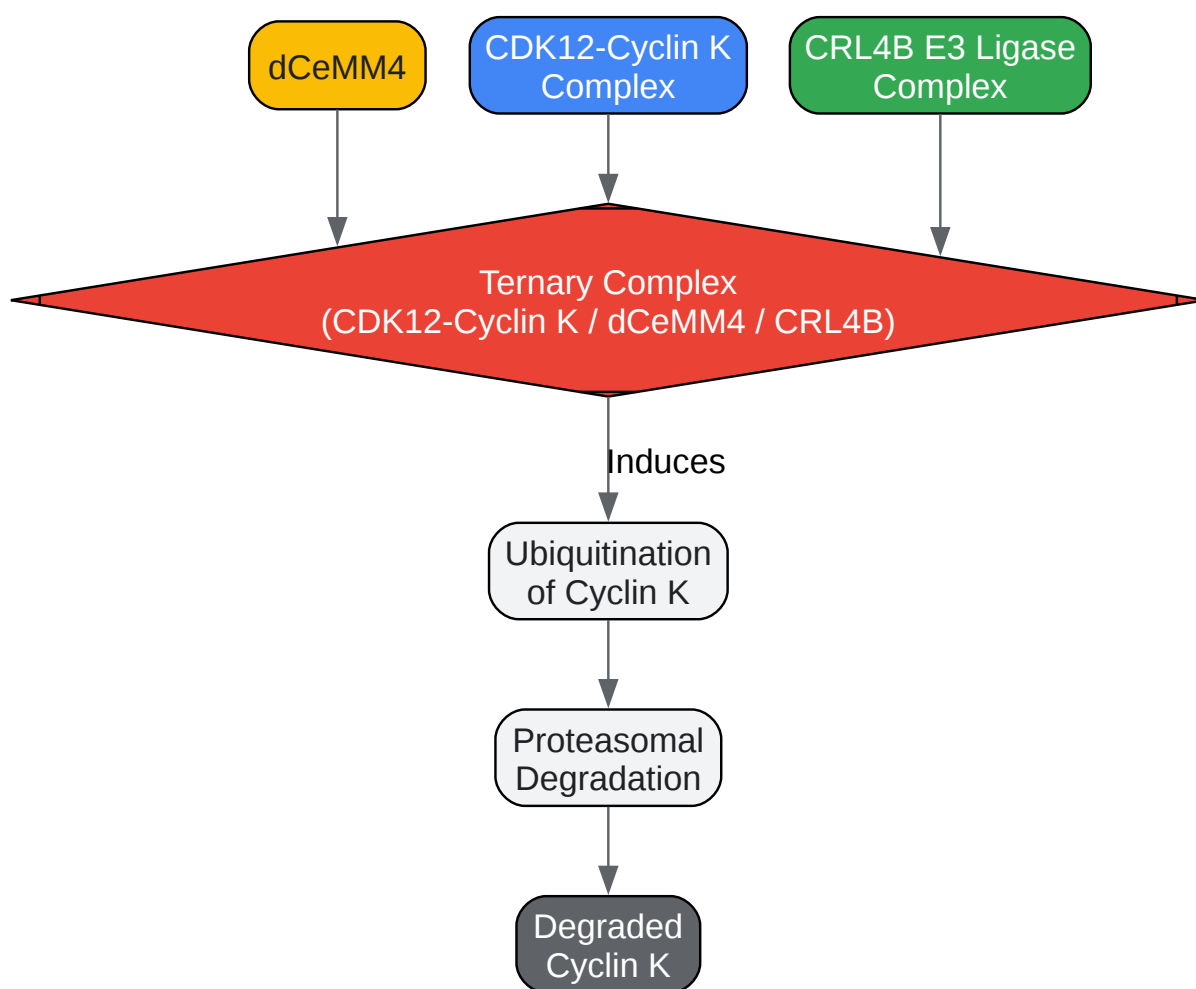 dCeMM4
CDK12-Cyclin K
Complex
CRL4B E3 Ligase
Complex
Ternary Complex
(CDK12-Cyclin K / dCeMM4 / CRL4B)
Induces
Ubiquitination
of Cyclin K
Proteasomal
Degradation
Degraded
Cyclin K